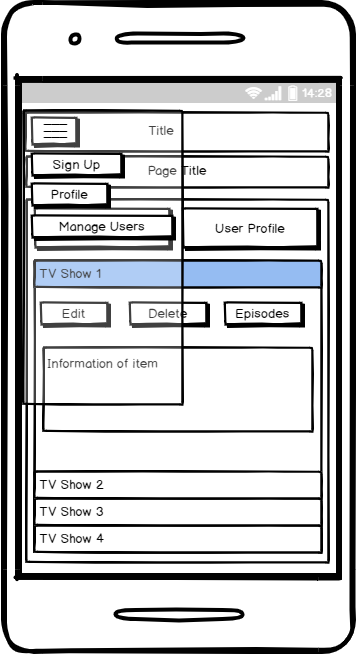 14:28
Title
Sign Up
Page Title
Profile
Manage Users
User Profile
TV Show 1
Edit
Delete
Episodes
Information of item
TV Show 2
TV Show 3
TV Show 4